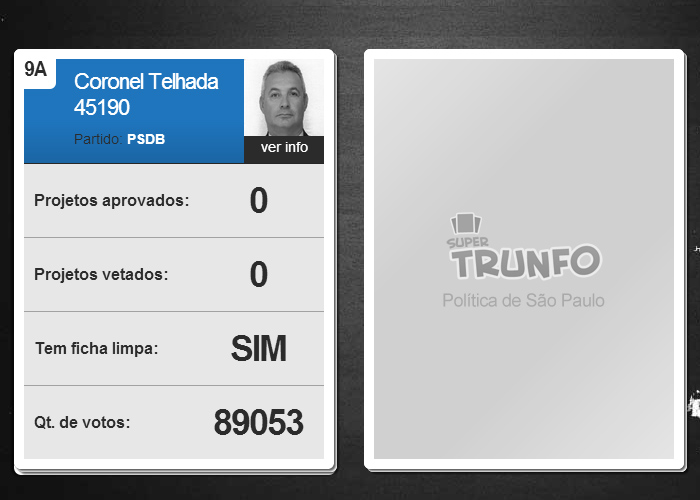 9A
Coronel Telhada
45190
Partido: PSDB
ver info
Projetos aprovados: 0
Projetos vetados: 0
Tem ficha limpa: SIM
Qt. de votos: 89053
SUPER
TRUNFO
Política de São Paulo